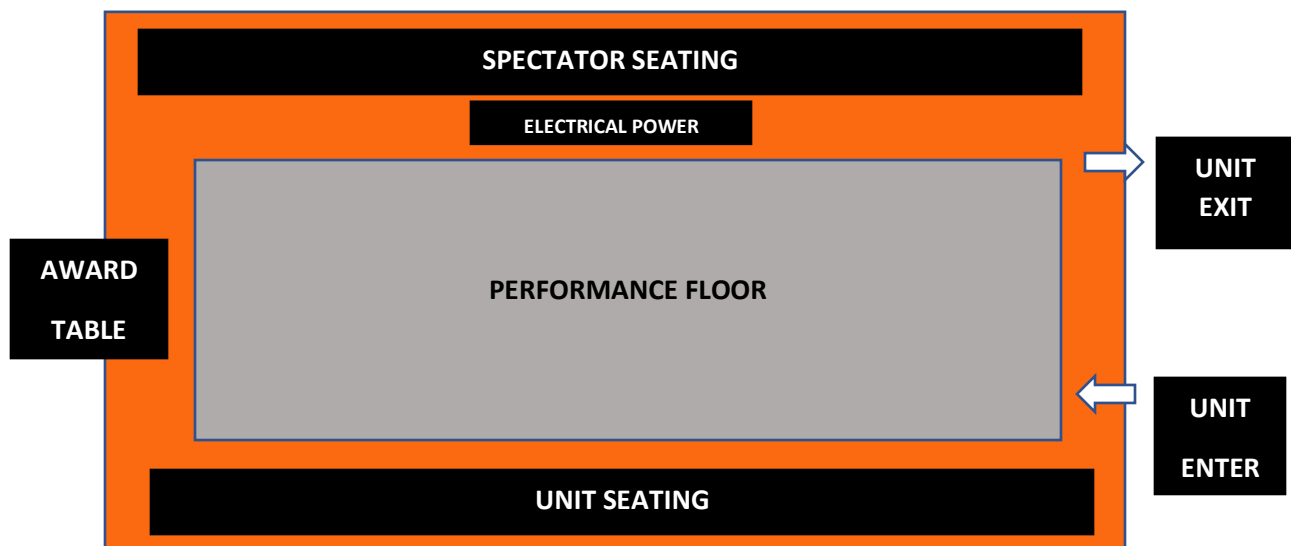 SPECTATOR SEATING
ELECTRICAL POWER
UNIT
EXIT
AWARD
TABLE
PERFORMANCE FLOOR
UNIT
ENTER
UNIT SEATING